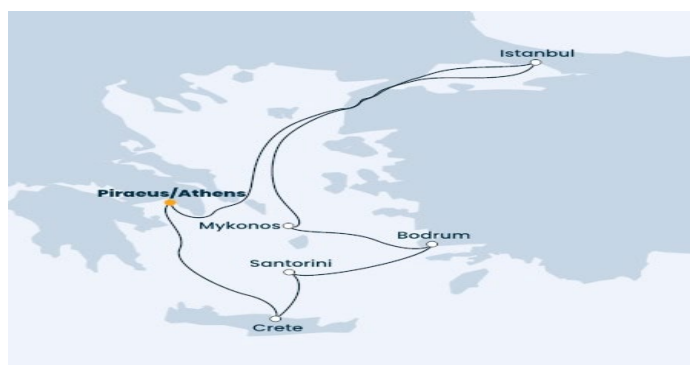 Istanbul
Piraeus/Athens
Mykonos
Bodrum
Santorini
Crete